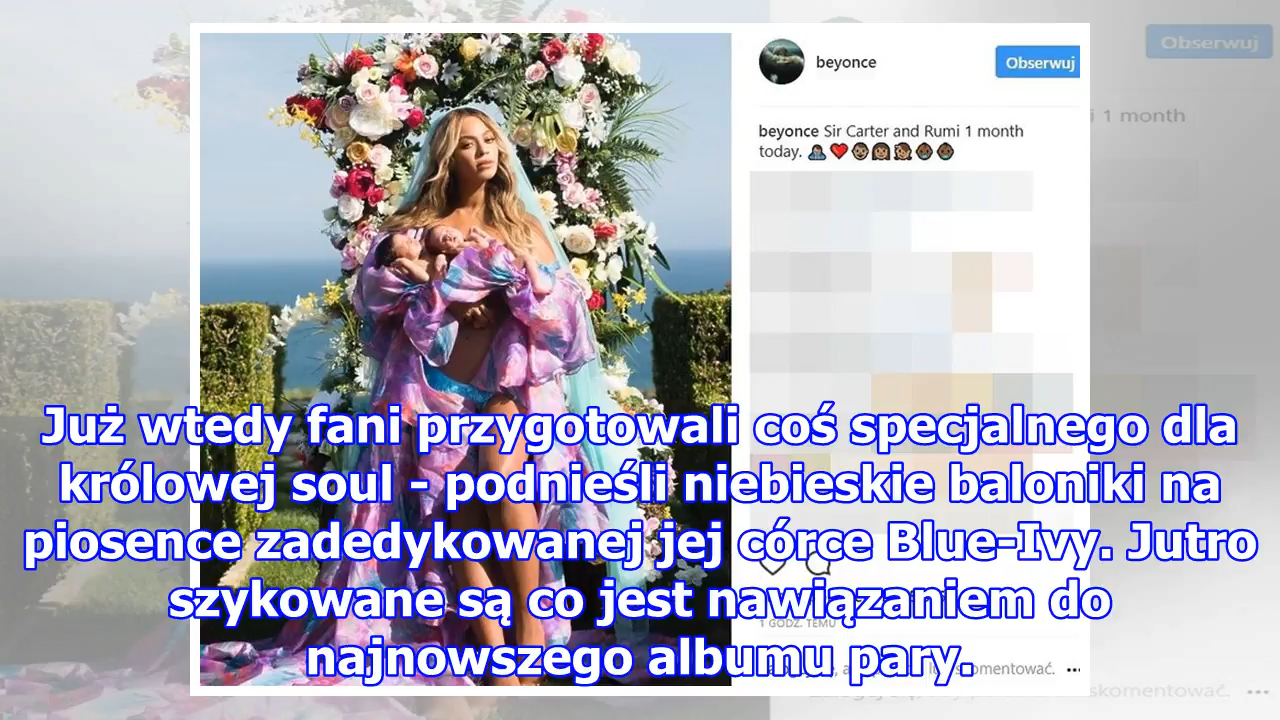 Obserwuj
beyonce
Obserwuj
beyonce Sir Carter and Rumi 1 month
today.
1 month
Już wtedy fani przygotowali coś specjalnego dla
królowej soul - podnieśli niebieskie baloniki na
piosence zadedykowanej jej córce Blue-Ivy. Jutro
szykowane są co jest nawiązaniem do
najnowszego albumu pary.
1 GODZ. TEMU
skomentować.
skomentować.